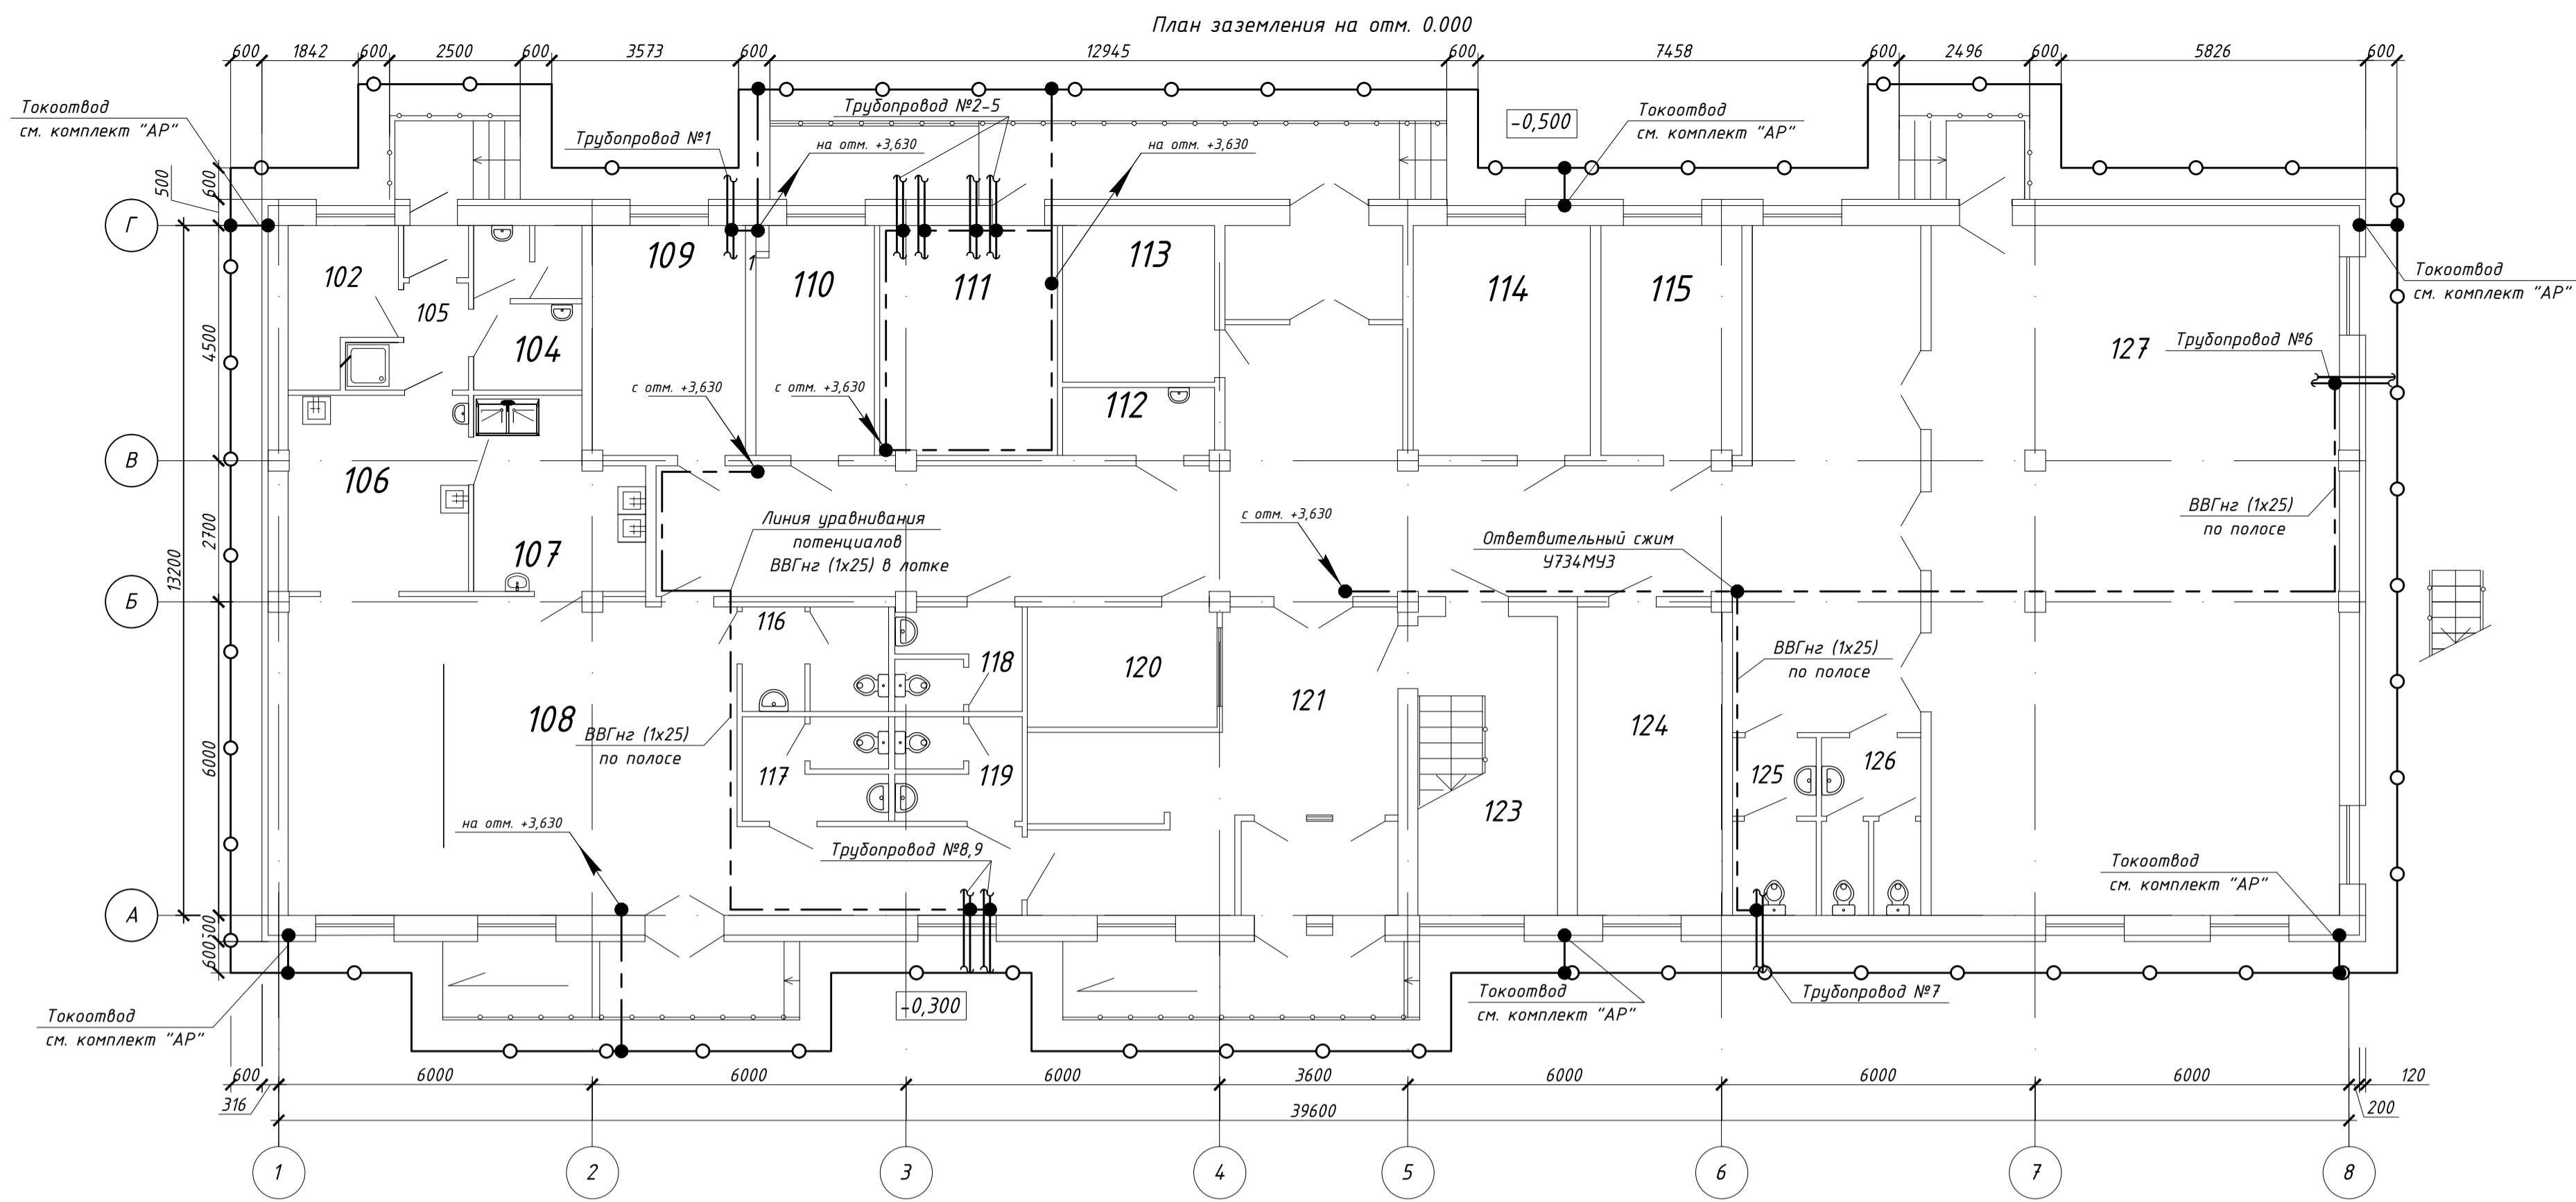 План заземления на отм. 0.000
600 1842 600 2500 600 3573 600 12945 600 7458 600 2496 600 5826 600
Токоотвод
см. комплект "АР"
Трубопровод №1
Трубопровод №2-5
на отм. +3,630
на отм. +3,630
-0,500
Токоотвод
см. комплект "АР"
500
600
Г
102
105
104
109
1
110
111
113
112
114
115
127
Трубопровод №6
Токоотвод
см. комплект "АР"
4500
с отм. +3,630
с отм. +3,630
В
106
107
2700
13200
Линия уравнивания
потенциалов
ВВГнг (1х25) в лотке
с отм. +3,630
Ответвительный сжим
У734МУ3
ВВГнг (1х25)
по полосе
Б
116
118
120
121
108
ВВГнг (1х25)
по полосе
117
119
124
ВВГнг (1х25)
по полосе
125
126
123
6000
на отм. +3,630
Трубопровод №8,9
Токоотвод
см. комплект "АР"
А
600
Токоотвод
см. комплект "АР"
-0,300
Токоотвод
см. комплект "АР"
Трубопровод №7
600 6000 6000 6000 3600 6000 6000 6000 120
316
200
39600
1 2 3 4 5 6 7 8